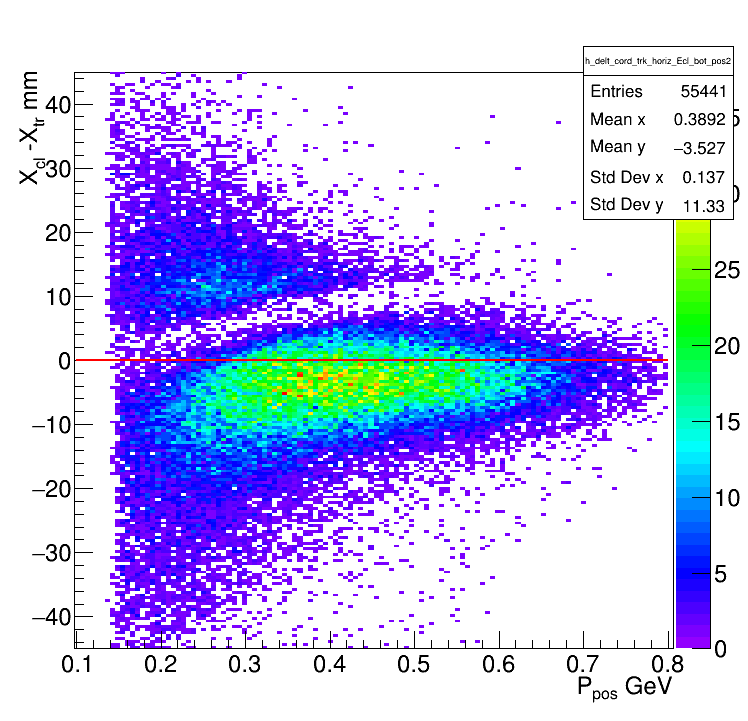 h_delt_cord_trk_horiz_Ecl_bot_pos2
Entries 55441
Mean x 0.3892
Mean y −3.527
Std Dev x 0.137
Std Dev y 11.33
X_cl -X_tr mm
40
30
20
10
0
−10
−20
−30
−40
0.1 0.2 0.3 0.4 0.5 0.6 0.7 0.8
P_pos GeV
25
20
15
10
5
0